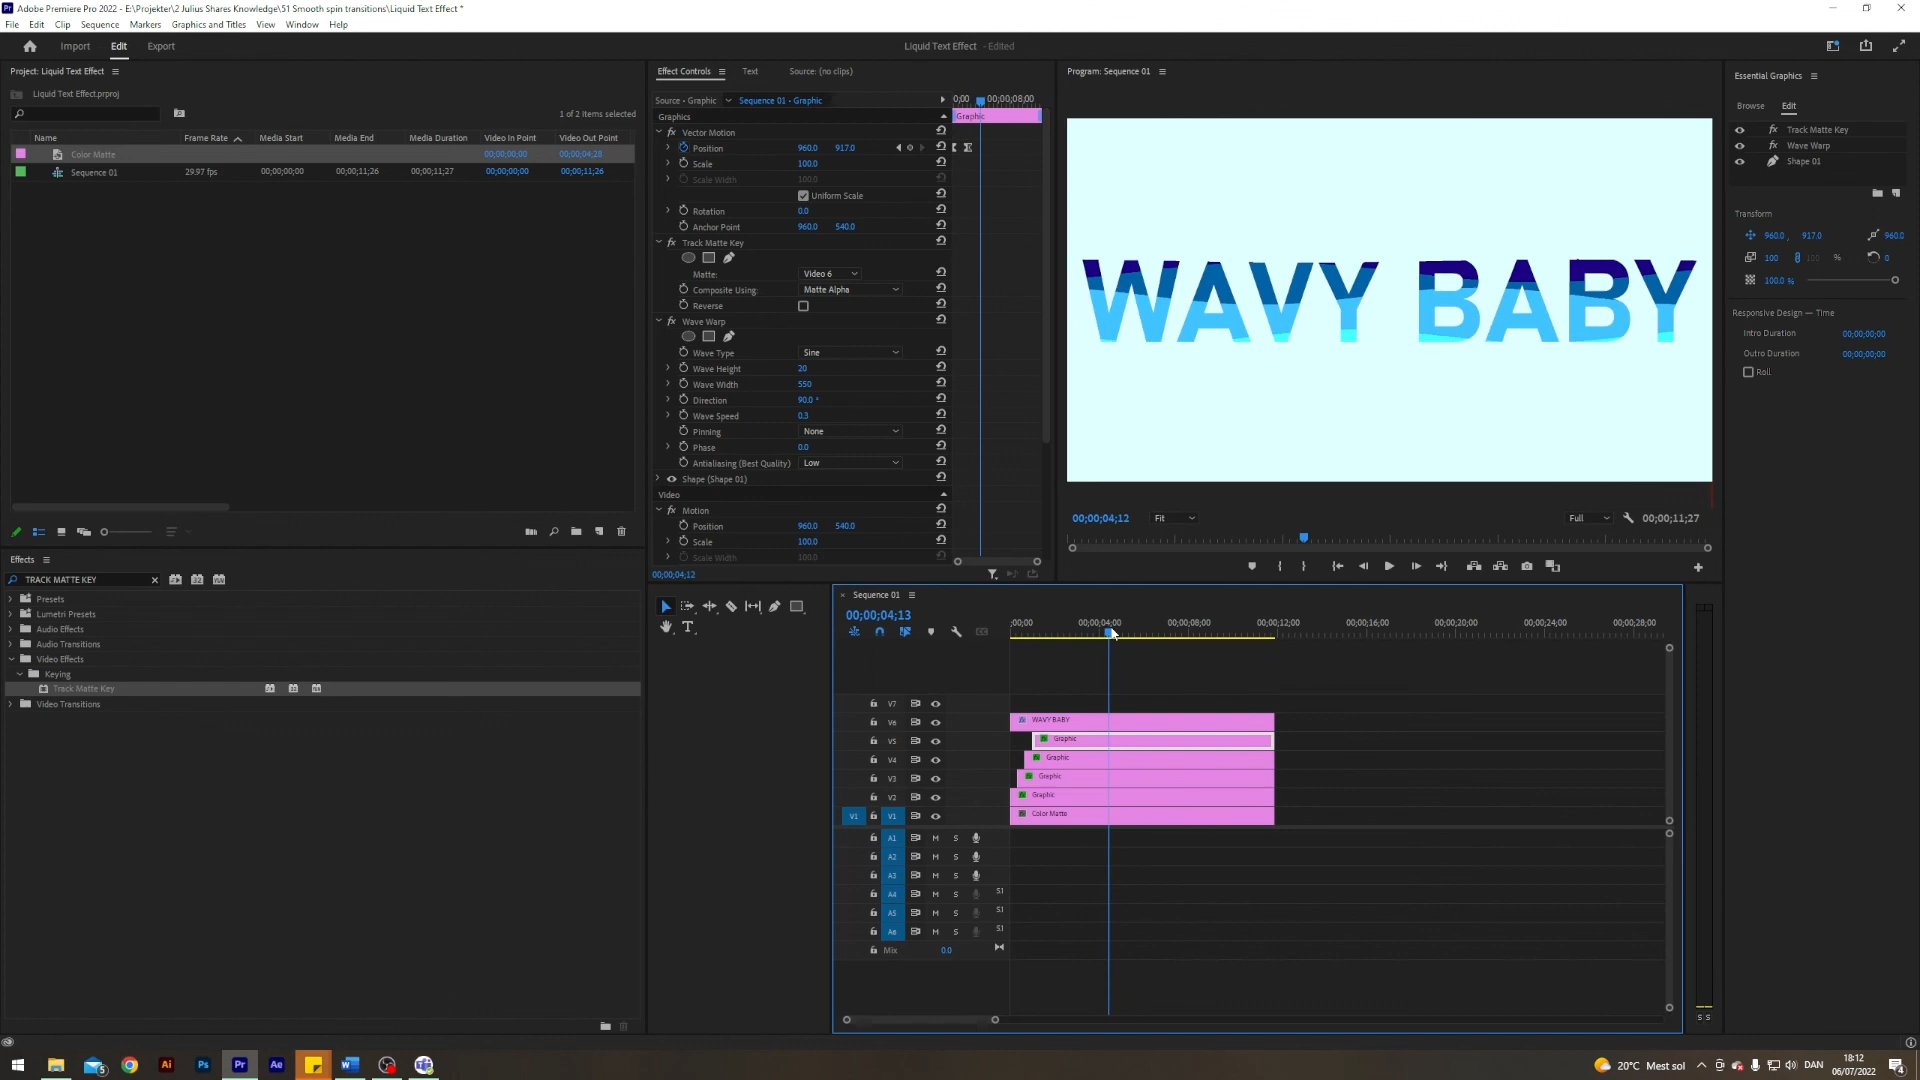 Adobe Premiere Pro 2022 - E:\Projekter\2 Julius Shares Knowledge\51 Smooth spin transitions\Liquid Text Effect *
File Edit Clip Sequence Markers Graphics and Titles View Window Help
Import Edit Export
Liquid Text Effect - Edited
Project: Liquid Text Effect
Liquid Text Effect.prproj
1 of 2 items selected
Name Frame Rate Media Start Media End Media Duration Video In Point Video Out Point
Color Matte 00;00;00;00 00;00;04;28
Sequence 01 29.97 fps 00;00;00;00 00;00;11;26 00;00;11;27 00;00;00;00 00;00;11;26
Effects
TRACK MATTE KEY
Presets
Lumetri Presets
Audio Effects
Audio Transitions
Video Effects
Keying
Track Matte Key
Video Transitions
Effect Controls Text Source: (no clips)
Source - Graphic Sequence 01 - Graphic
0;00 00;00;08;00
Graphics
Graphic
fx Vector Motion
Position 960.0 917.0
Scale 100.0
Scale Width 100.0
Uniform Scale
Rotation 0.0
Anchor Point 960.0 540.0
fx Track Matte Key
Matte: Video 6
Composite Using: Matte Alpha
Reverse
fx Wave Warp
Wave Type Sine
Wave Height 20
Wave Width 550
Direction 90.0 °
Wave Speed 0.3
Pinning None
Phase 0.0
Antialiasing (Best Quality) Low
Shape (Shape 01)
Video
fx Motion
Position 960.0 540.0
Scale 100.0
Scale Width 100.0
00;00;04;12
Program: Sequence 01
WAVY BABY
00;00;04;12 Fit Full 00;00;11;27
Essential Graphics
Browse Edit
fx Track Matte Key
fx Wave Warp
Shape 01
Transform
960.0 , 917.0 960.0
100 100 % 0
100.0 %
Responsive Design — Time
Intro Duration 00;00;00;00
Outro Duration 00;00;00;00
Roll
× Sequence 01
00;00;04;13
;00;00 00;00;04;00 00;00;08;00 00;00;12;00 00;00;16;00 00;00;20;00 00;00;24;00 00;00;28;00
V7
V6 WAVY BABY
V5 Graphic
V4 Graphic
V3 Graphic
V2 Graphic
V1 V1 Color Matte
A1 M S
A2 M S
A3 M S
A4 M S S1
A5 M S S1
A6 M S S1
Mix 0.0
S S
5 Ai Ps Pr Ae W
20°C Mest sol DAN
18:12
06/07/2022
4